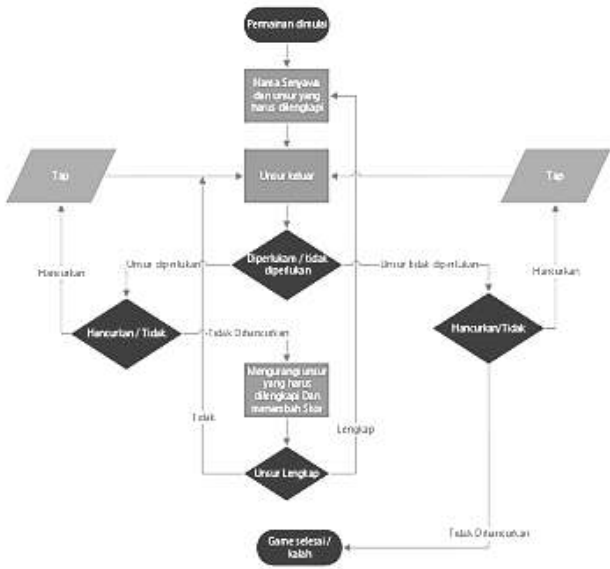 Permainan dimulai
Nama Senyawa
dan unsur yang
harus dilengkapi
Tap
Unsur keluar
Tap
Unsur diperlukan
Diperlukam / tidak
diperlukan
Unsur tidak diperlukan
Hancurkan
Hancurkan
Hancurkan / Tidak
Tidak Dihancurkan
Hancurkan/Tidak
Mengurangi unsur
yang harus
dilengkapi Dan
menambah Skor
Tidak
Lengkap
Unsur Lengkap
Game selesai /
kalah
Tidak Dihancurkan